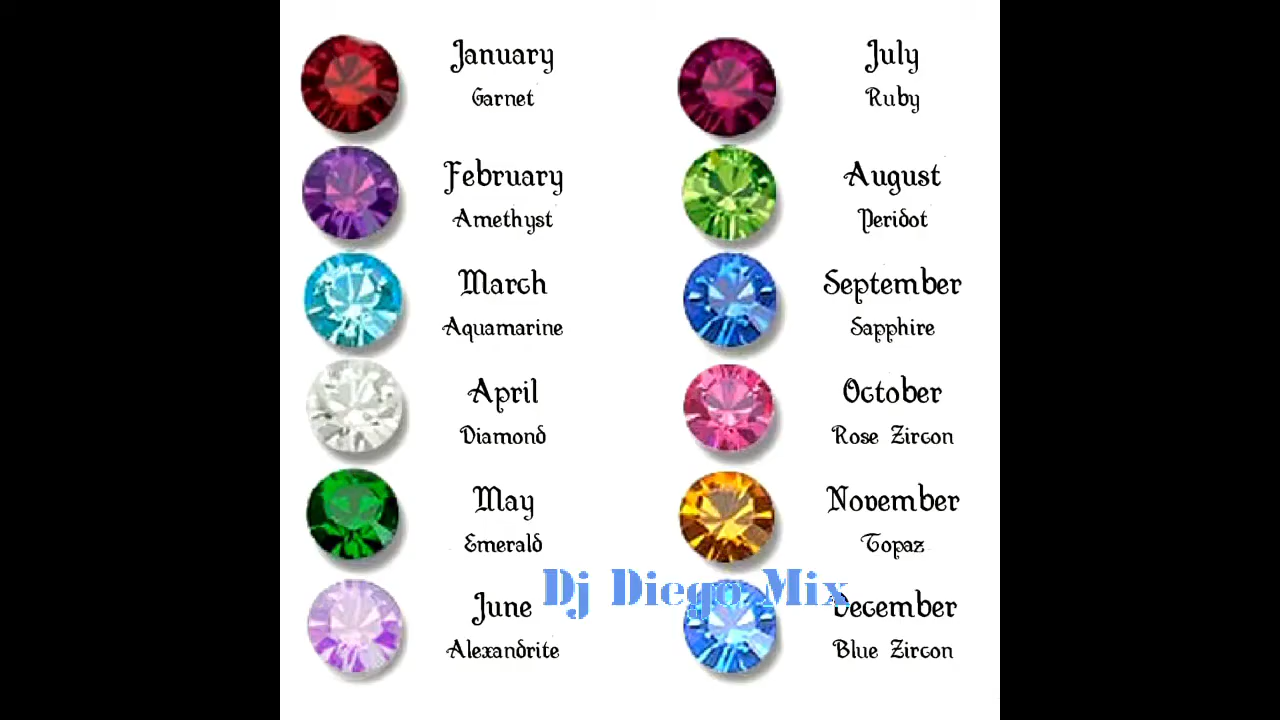 January
Garnet
February
Amethyst
March
Aquamarine
April
Diamond
May
Emerald
June
Alexandrite
July
Ruby
August
Peridot
September
Sapphire
October
Rose Zircon
November
Topaz
December
Blue Zircon
Dj Diego Mix